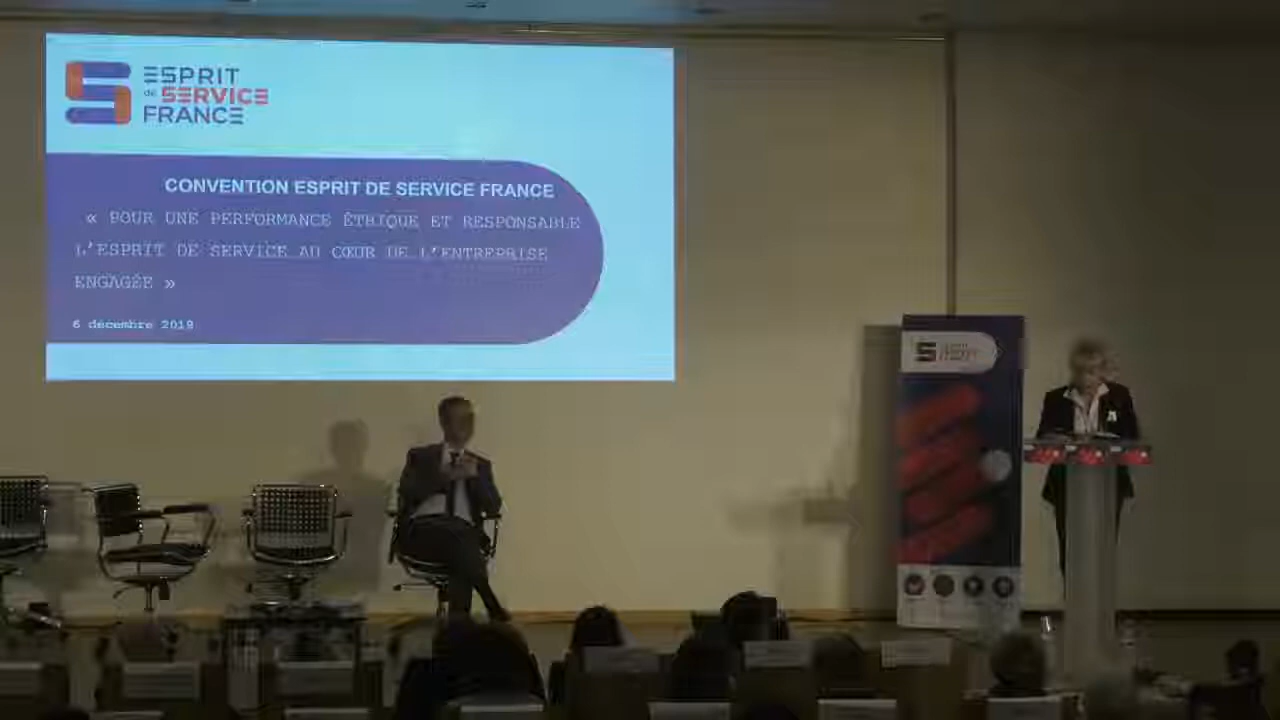 ESPRIT
de SERVICE
FRANCE
CONVENTION ESPRIT DE SERVICE FRANCE
« POUR UNE PERFORMANCE ÉTHIQUE ET RESPONSABLE
L’ESPRIT DE SERVICE AU CŒUR DE L’ENTREPRISE
ENGAGÉE »
6 décembre 2019